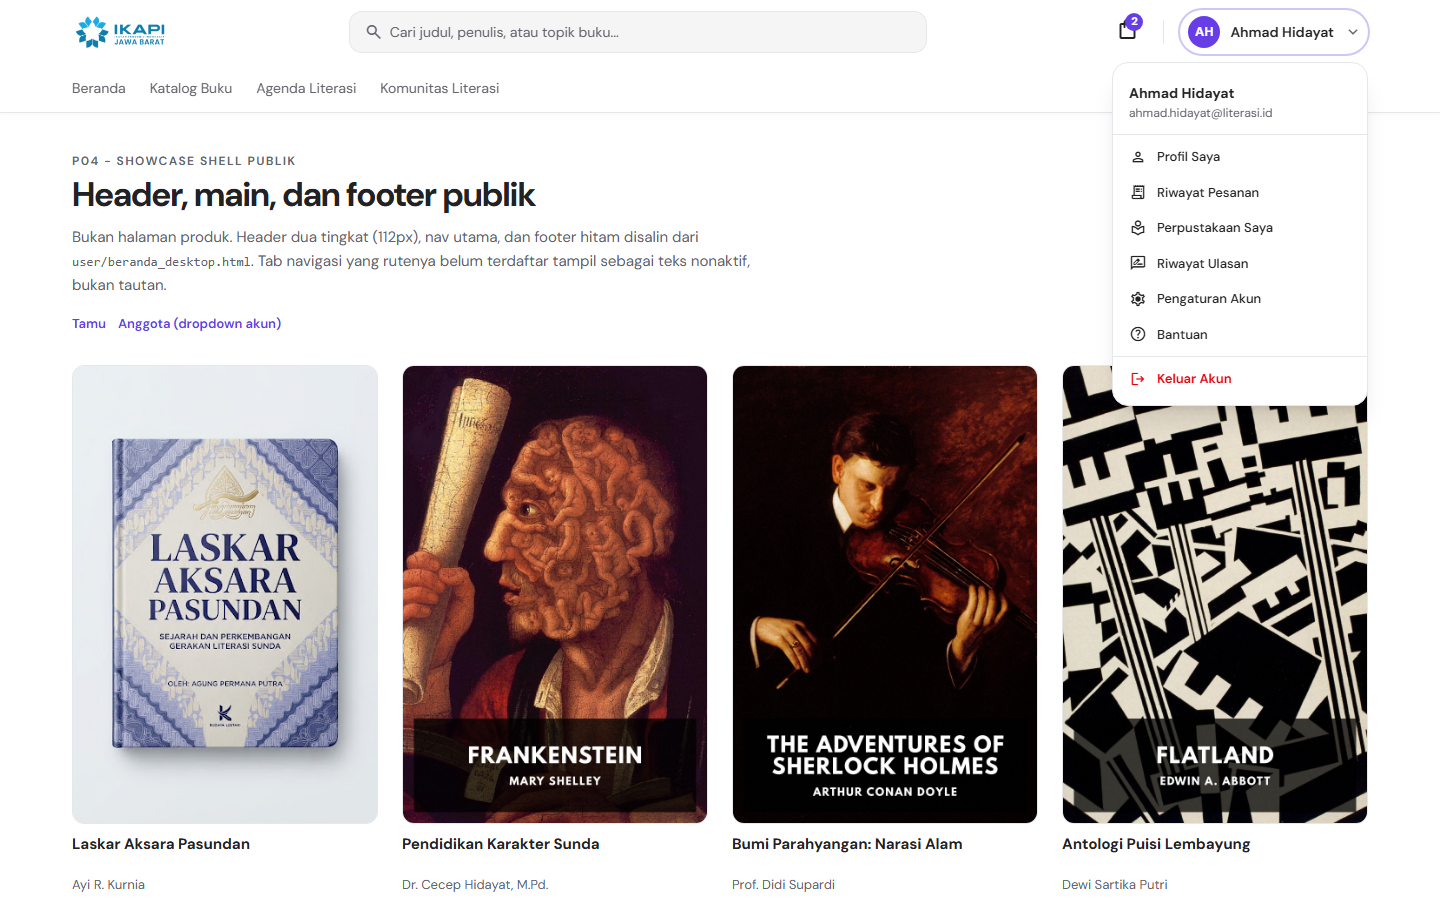 IKAPI
JAWA BARAT
Cari judul, penulis, atau topik buku...
2
AH
Ahmad Hidayat
Beranda
Katalog Buku
Agenda Literasi
Komunitas Literasi
Ahmad Hidayat
ahmad.hidayat@literasi.id
Profil Saya
Riwayat Pesanan
Perpustakaan Saya
Riwayat Ulasan
Pengaturan Akun
Bantuan
Keluar Akun
P04 - SHOWCASE SHELL PUBLIK
Header, main, dan footer publik
Bukan halaman produk. Header dua tingkat (112px), nav utama, dan footer hitam disalin dari
user/beranda_desktop.html. Tab navigasi yang rutenya belum terdaftar tampil sebagai teks nonaktif,
bukan tautan.
Tamu
Anggota (dropdown akun)
LASKAR
AKSARA
PASUNDAN
SEJARAH DAN PERKEMBANGAN
GERAKAN LITERASI SUNDA
OLEH: AGUNG PERMANA PUTRA
FRANKENSTEIN
MARY SHELLEY
THE ADVENTURES OF
SHERLOCK HOLMES
ARTHUR CONAN DOYLE
FLATLAND
EDWIN A. ABBOTT
Laskar Aksara Pasundan
Ayi R. Kurnia
Pendidikan Karakter Sunda
Dr. Cecep Hidayat, M.Pd.
Bumi Parahyangan: Narasi Alam
Prof. Didi Supardi
Antologi Puisi Lembayung
Dewi Sartika Putri